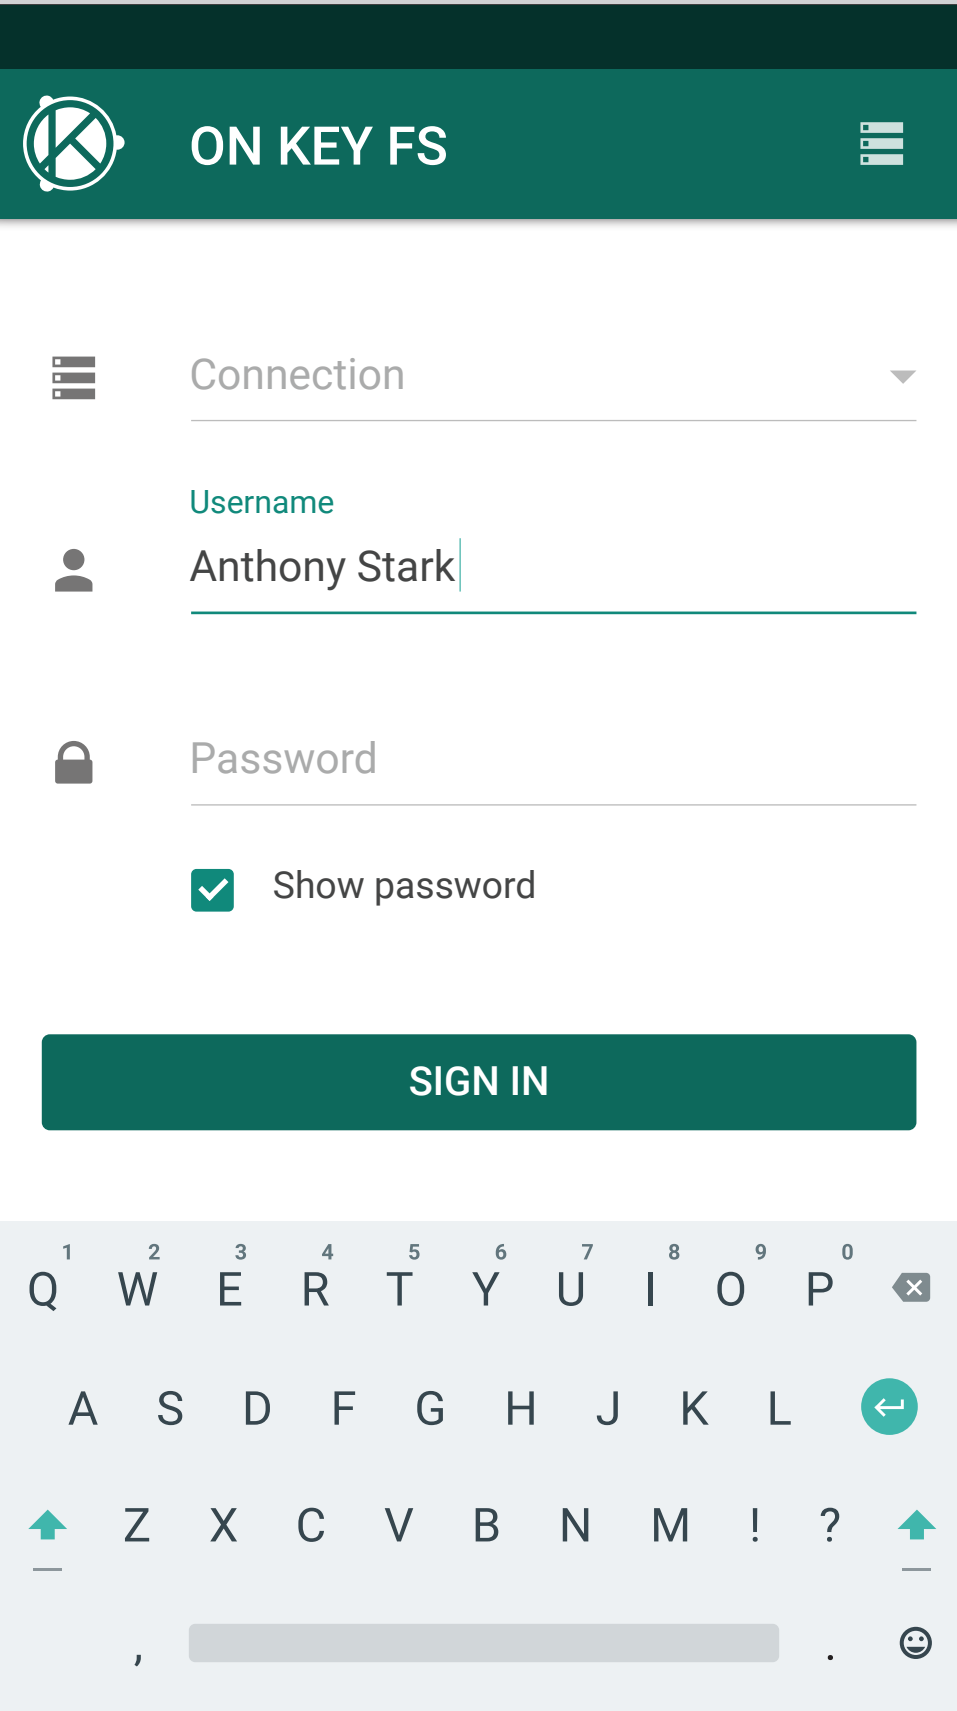 ON KEY FS
Connection
Username
Anthony Stark
Password
Show password
SIGN IN
1 2 3 4 5 6 7 8 9 0
Q W E R T Y U I O P
A S D F G H J K L
Z X C V B N M ! ?
, .